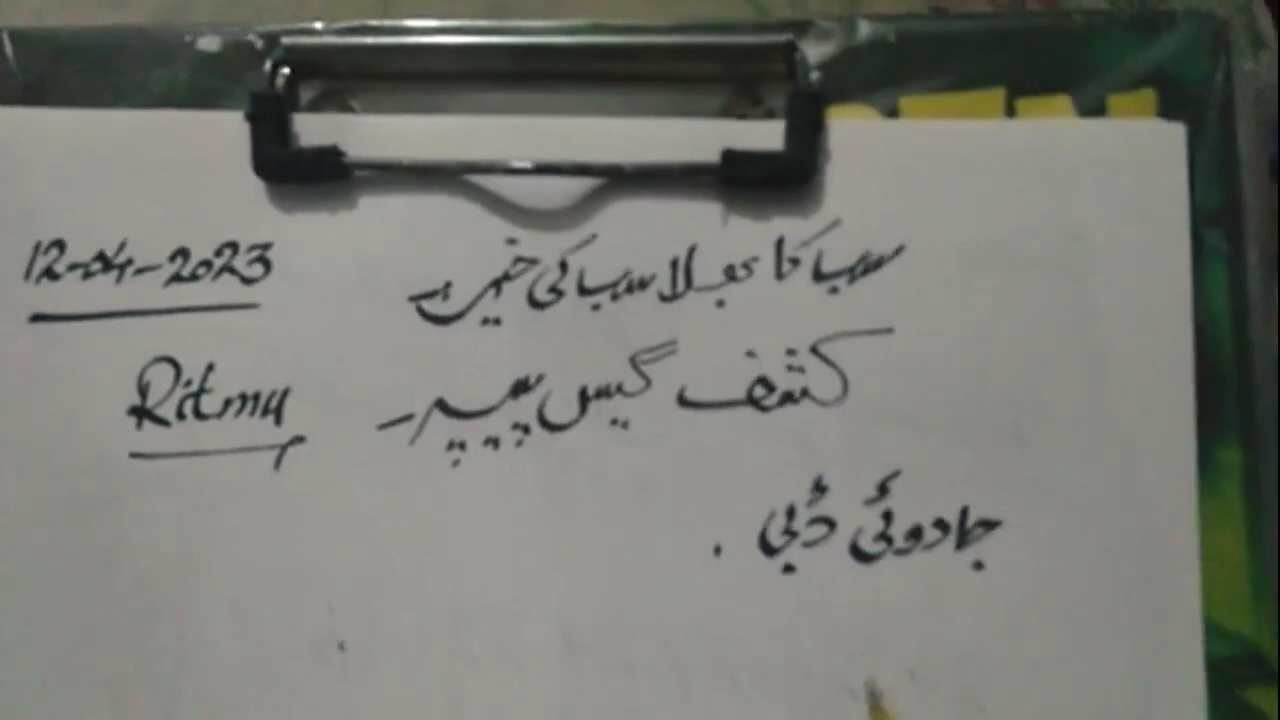 12-04-2023
سب کا بھلا سب کی خیر
Ritmu
کشف گیس پیپر۔
جادوئی ڈبی .